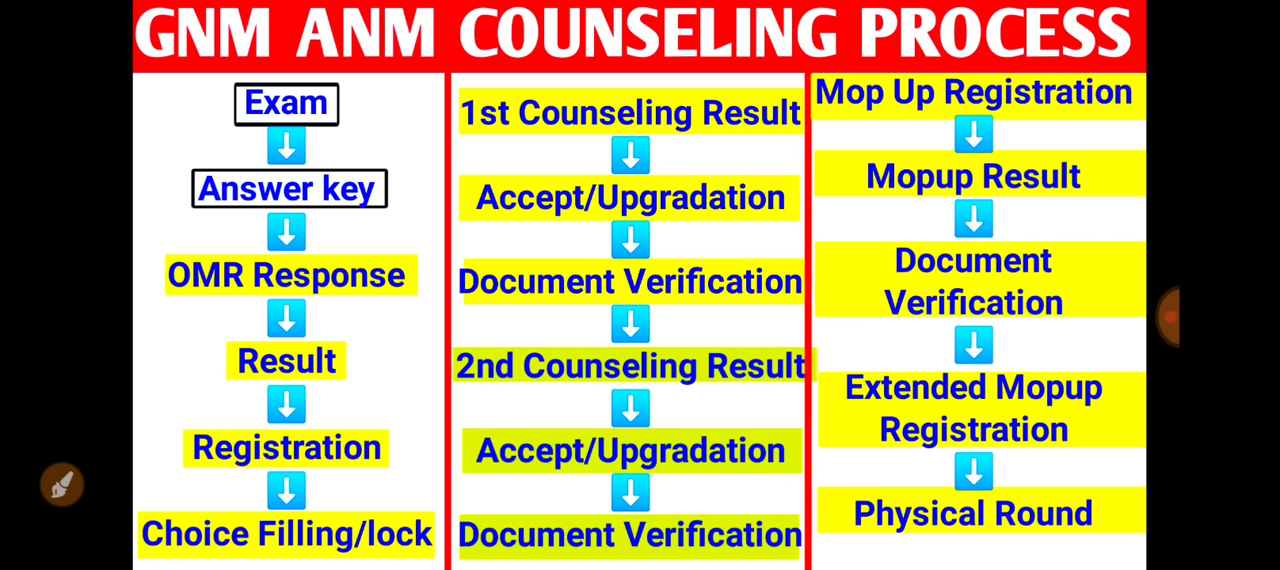 GNM ANM COUNSELING PROCESS
Exam
Answer key
OMR Response
Result
Registration
Choice Filling/lock
1st Counseling Result
Accept/Upgradation
Document Verification
2nd Counseling Result
Accept/Upgradation
Document Verification
Mop Up Registration
Mopup Result
Document
Verification
Extended Mopup
Registration
Physical Round